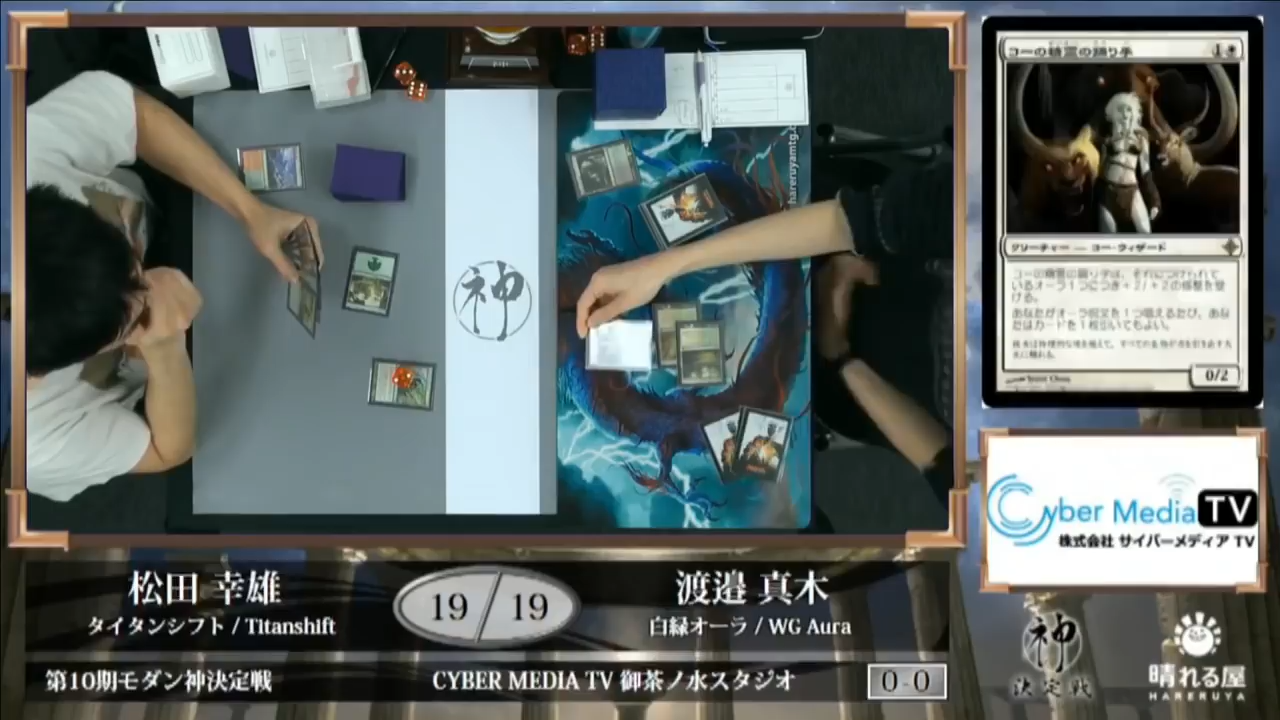 コーの精霊の踊り手
1
クリーチャー — コー・ウィザード
コーの精霊の踊り手は、それにつけられて
いるオーラ1つにつき+2/+2の修整を受
ける。
あなたがオーラ呪文を1つ唱えるたび、あな
たはカードを1枚引いてもよい。
0/2
hareruyamtg.c
神
Cyber Media TV
株式会社 サイバーメディア TV
松田 幸雄
タイタンシフト / Titanshift
19 / 19
渡邉 真木
白緑オーラ / WG Aura
第10期モダン神決定戦
CYBER MEDIA TV 御茶ノ水スタジオ
0-0
神
決定戦
晴れる屋
HARERUYA